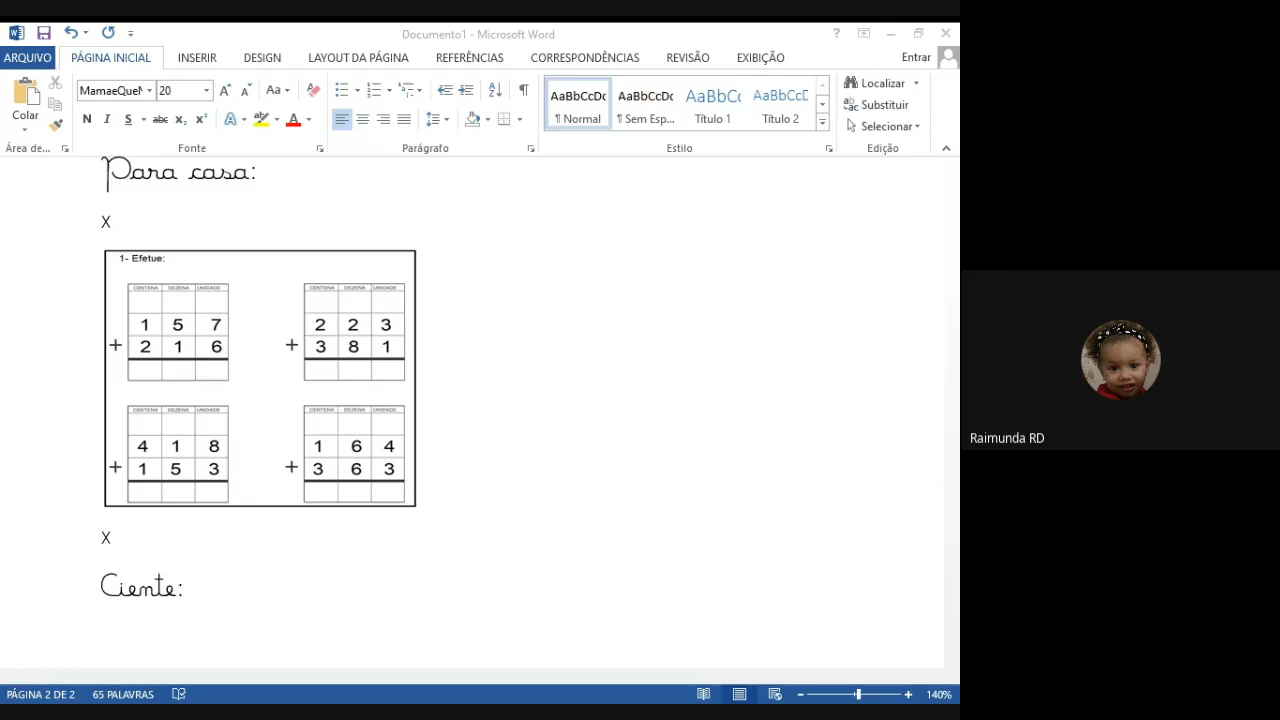 Documento1 - Microsoft Word
ARQUIVO PÁGINA INICIAL INSERIR DESIGN LAYOUT DA PÁGINA REFERÊNCIAS CORRESPONDÊNCIAS REVISÃO EXIBIÇÃO Entrar
Colar
MamaeQueN 20
N I S abc x₂ x²
AaBbCcDc AaBbCcDc AaBbC AaBbCcD
¶ Normal ¶ Sem Esp... Título 1 Título 2
Localizar
Substituir
Selecionar
Área de... Fonte Parágrafo Estilo Edição
Para casa:
X
1- Efetue:
CENTENA DEZENA UNIDADE CENTENA DEZENA UNIDADE
1 5 7 2 2 3
+ 2 1 6 + 3 8 1
CENTENA DEZENA UNIDADE CENTENA DEZENA UNIDADE
4 1 8 1 6 4
+ 1 5 3 + 3 6 3
X
Ciente:
Raimunda RD
PÁGINA 2 DE 2 65 PALAVRAS 140%